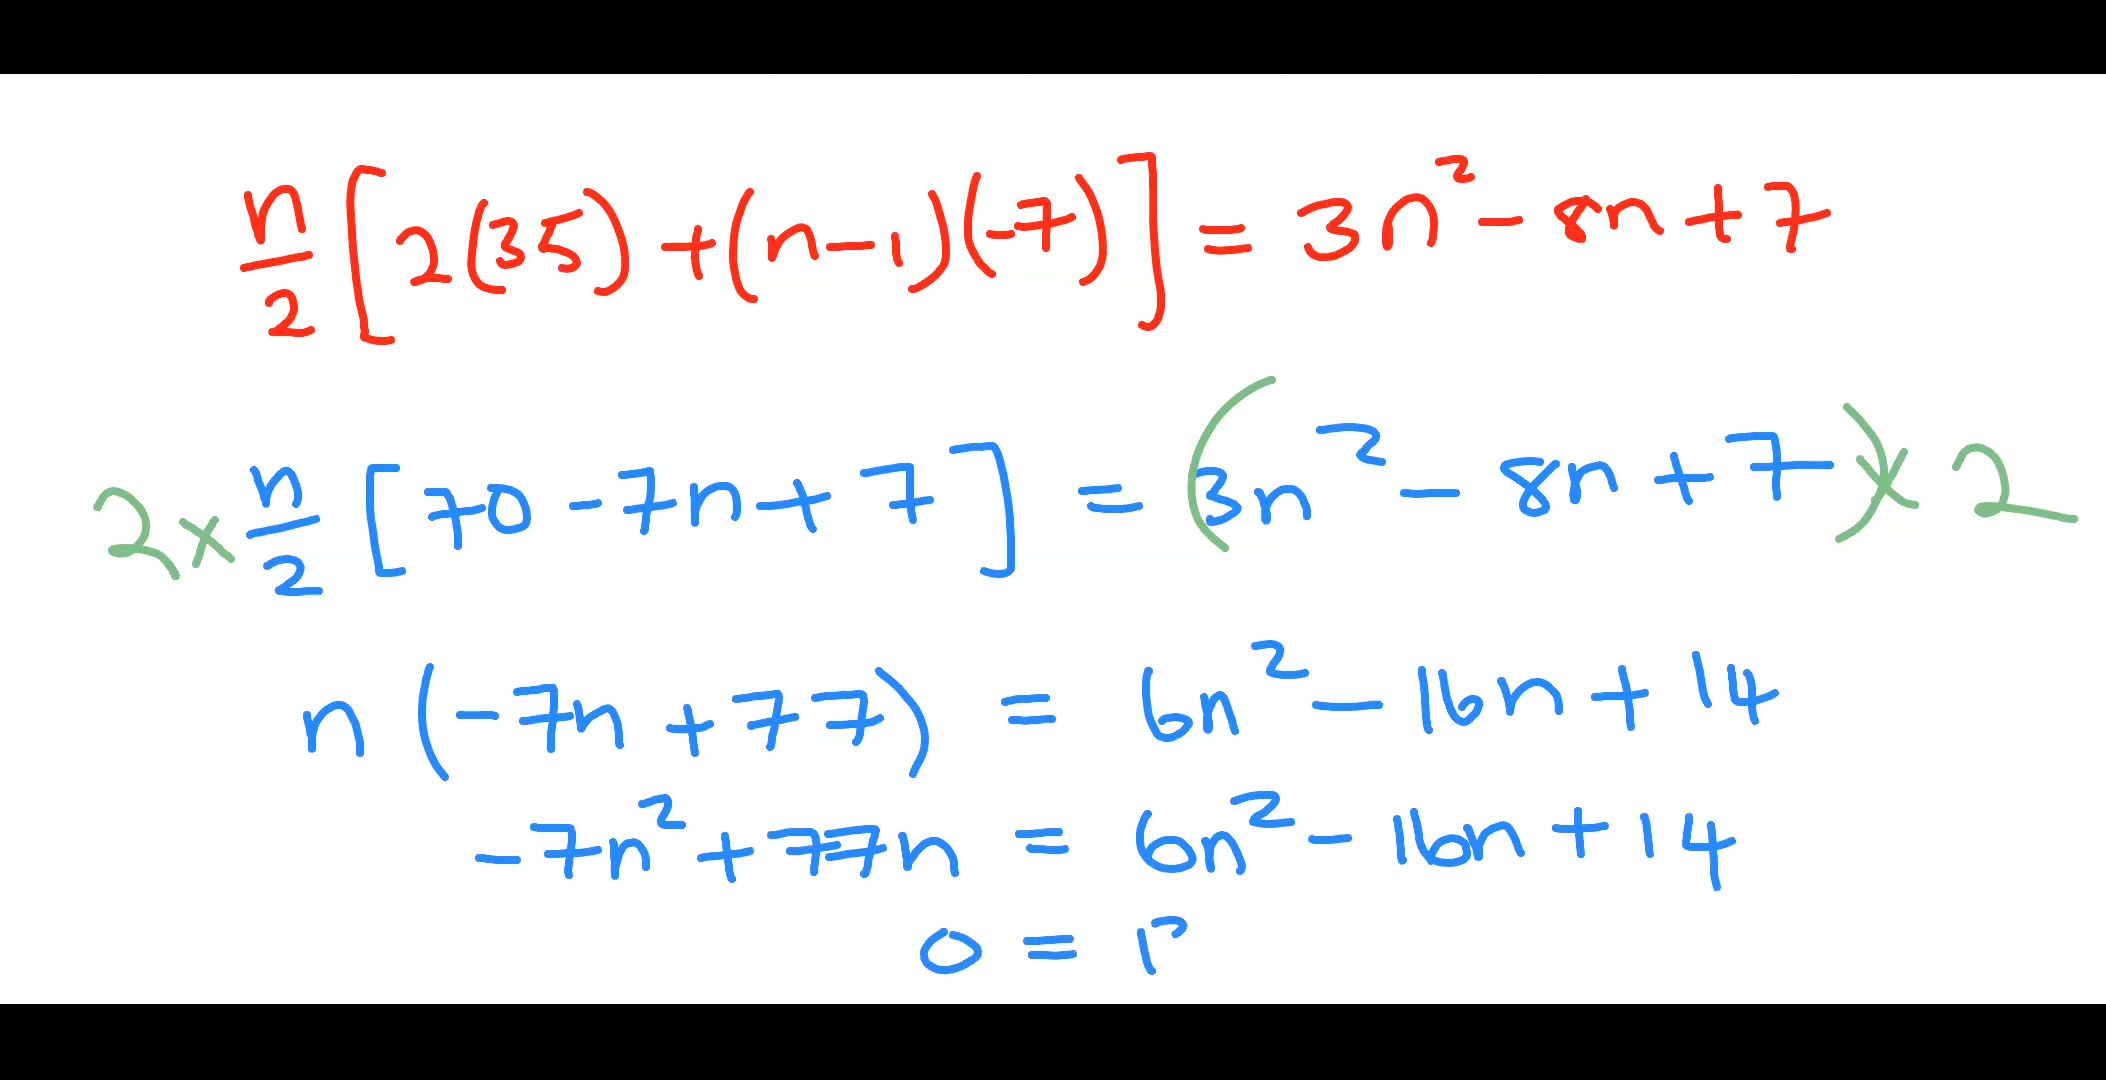 n/2 [2(35) + (n-1)(-7)] = 3n² - 8n + 7
2 × n/2 [70 - 7n + 7] = (3n² - 8n + 7) × 2
n(-7n + 77) = 6n² - 16n + 14
-7n² + 77n = 6n² - 16n + 14
0 = 1